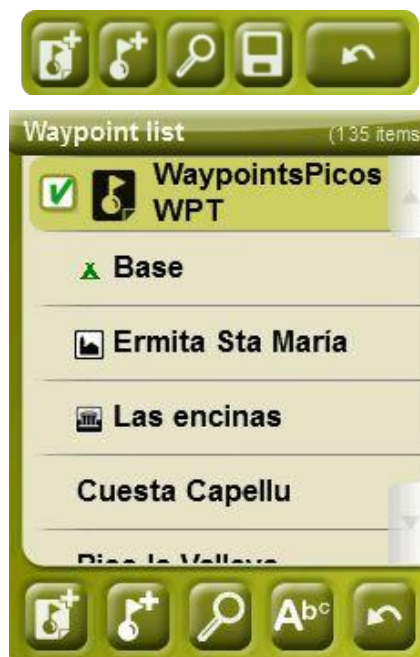 Waypoint list
(135 items
WaypointsPicos
WPT
Base
Ermita Sta María
Las encinas
Cuesta Capellu
Abc